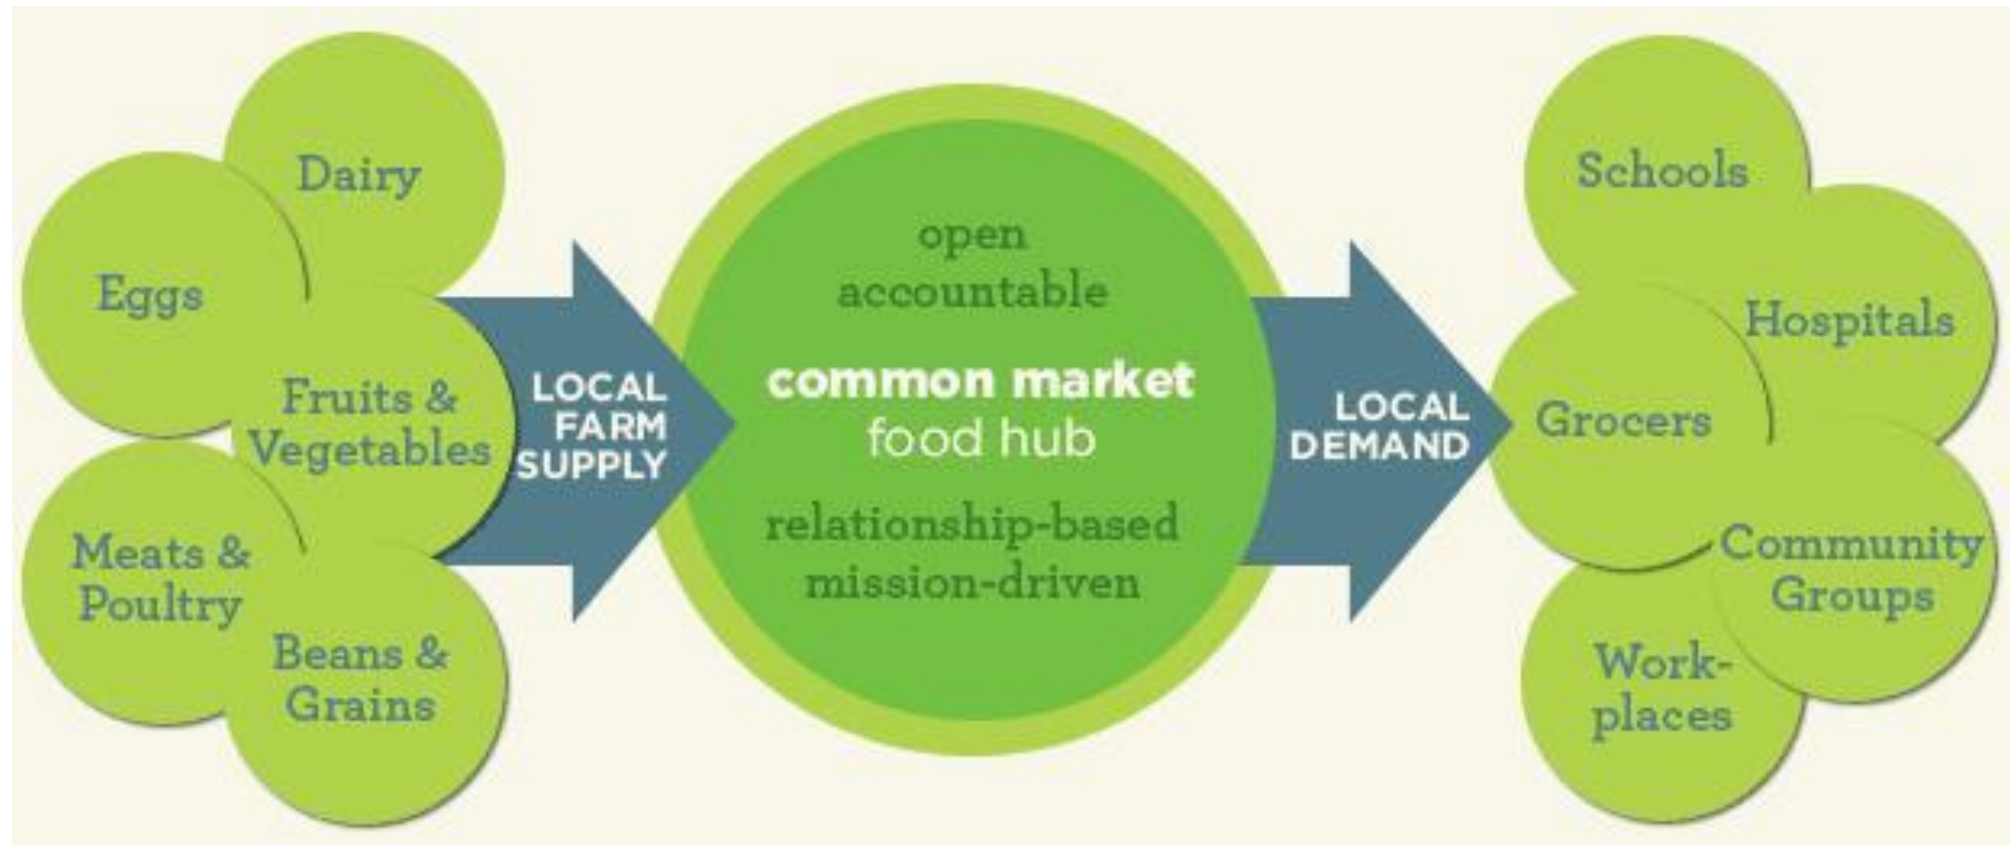 Dairy
Eggs
Fruits &
Vegetables
Meats &
Poultry
Beans &
Grains
LOCAL
FARM
SUPPLY
open
accountable
common market
food hub
relationship-based
mission-driven
LOCAL
DEMAND
Schools
Hospitals
Grocers
Community
Groups
Work-
places